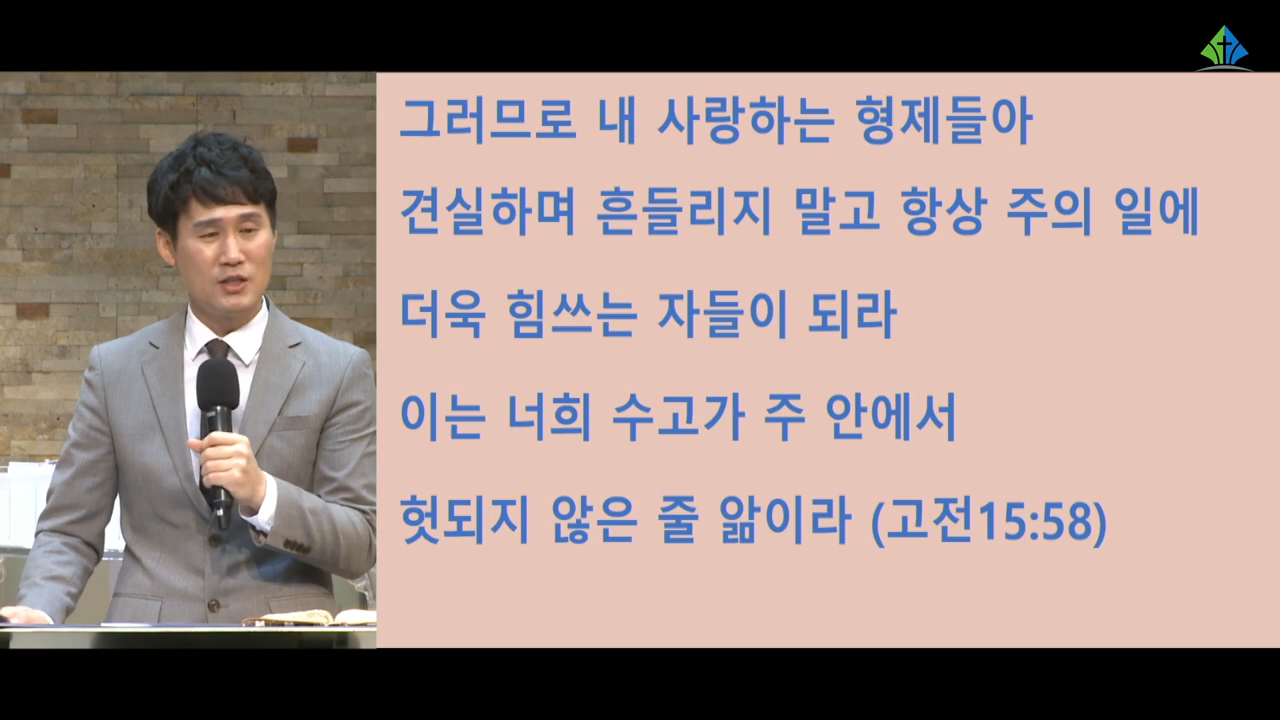 그러므로 내 사랑하는 형제들아
견실하며 흔들리지 말고 항상 주의 일에
더욱 힘쓰는 자들이 되라
이는 너희 수고가 주 안에서
헛되지 않은 줄 앎이라 (고전15:58)